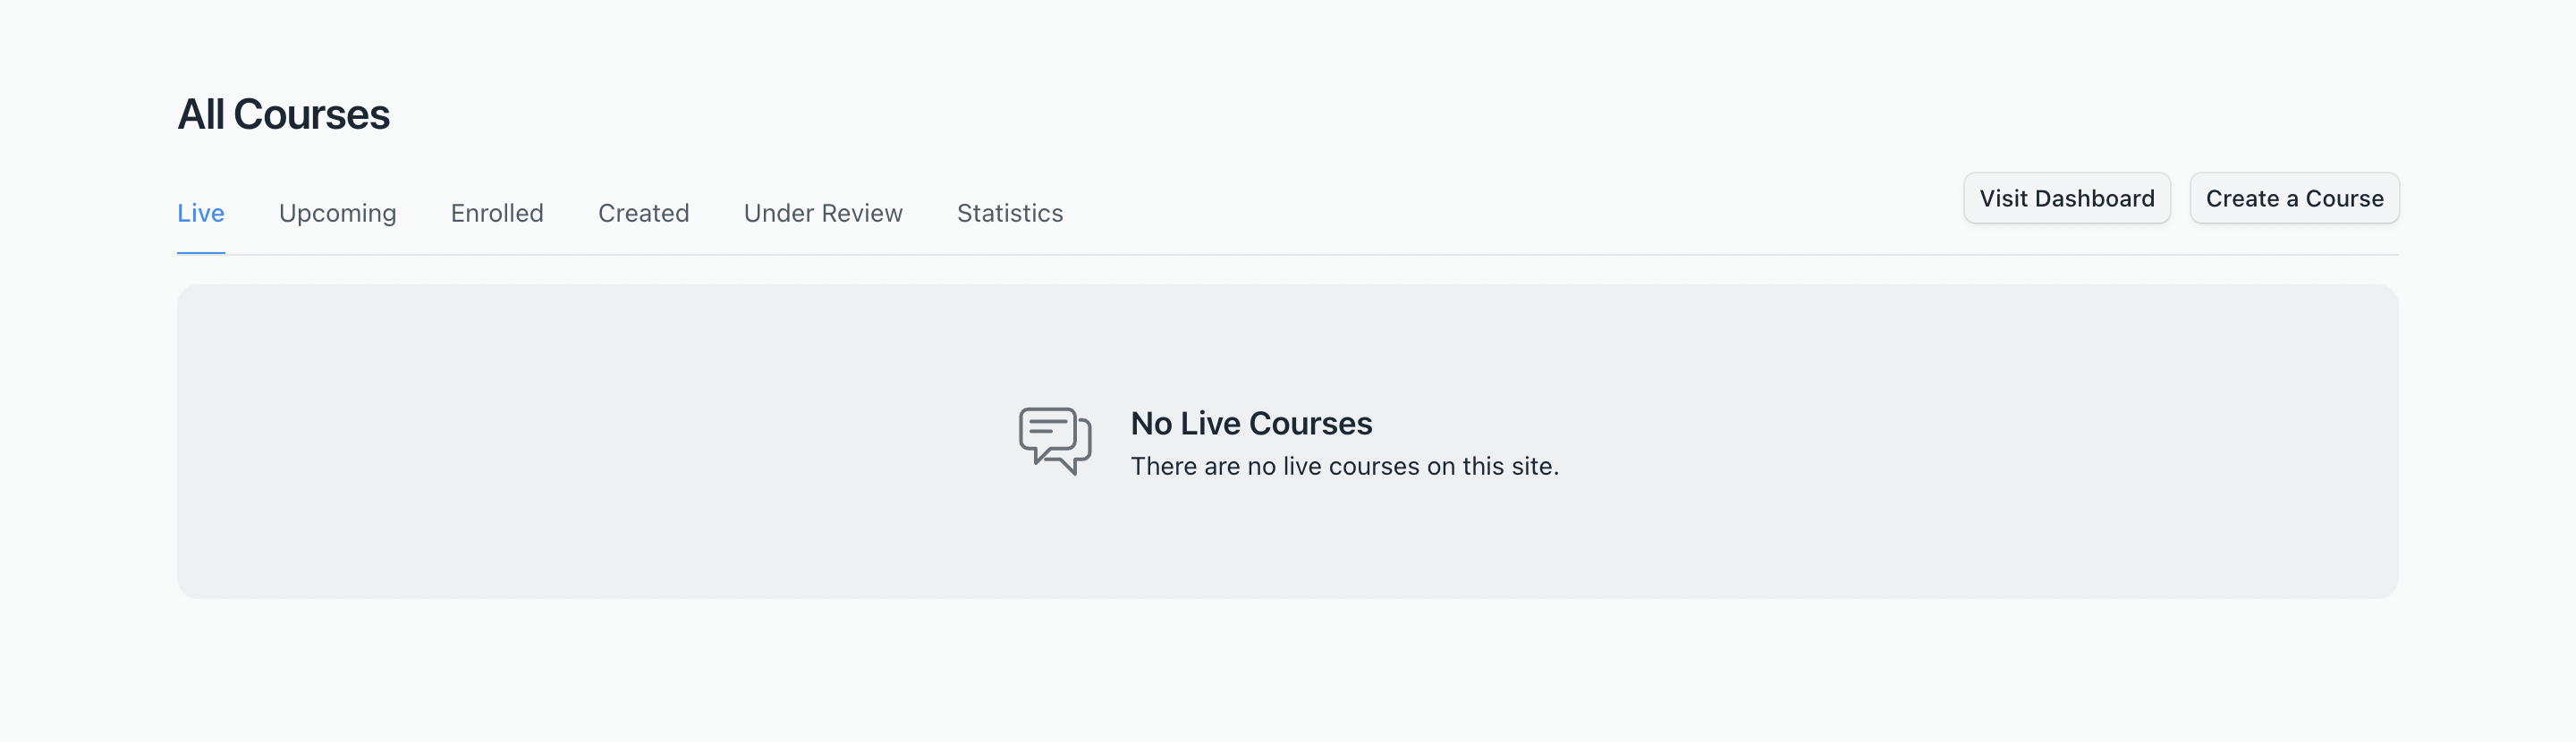 All Courses
Live Upcoming Enrolled Created Under Review Statistics Visit Dashboard Create a Course
No Live Courses
There are no live courses on this site.